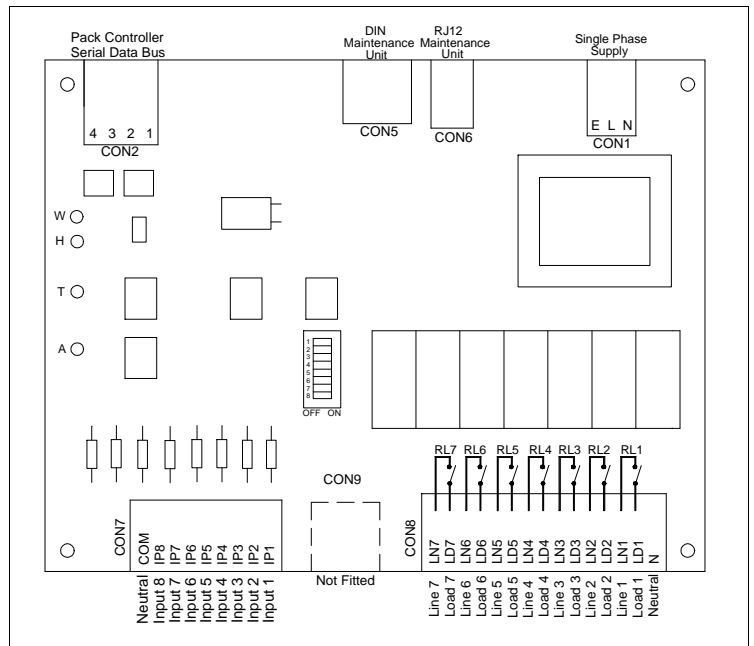 Pack Controller
Serial Data Bus
DIN
Maintenance
Unit
RJ12
Maintenance
Unit
Single Phase
Supply
4 3 2 1
CON2
CON5
CON6
E L N
CON1
W
H
T
A
1
2
3
4
5
6
7
8
OFF ON
RL7 RL6 RL5 RL4 RL3 RL2 RL1
CON7
COM
IP8
IP7
IP6
IP5
IP4
IP3
IP2
IP1
Neutral
Input 8
Input 7
Input 6
Input 5
Input 4
Input 3
Input 2
Input 1
CON9
Not Fitted
CON8
LN7
LD7
LN6
LD6
LN5
LD5
LN4
LD4
LN3
LD3
LN2
LD2
LN1
LD1
N
Line 7
Load 7
Line 6
Load 6
Line 5
Load 5
Line 4
Load 4
Line 3
Load 3
Line 2
Load 2
Line 1
Load 1
Neutral